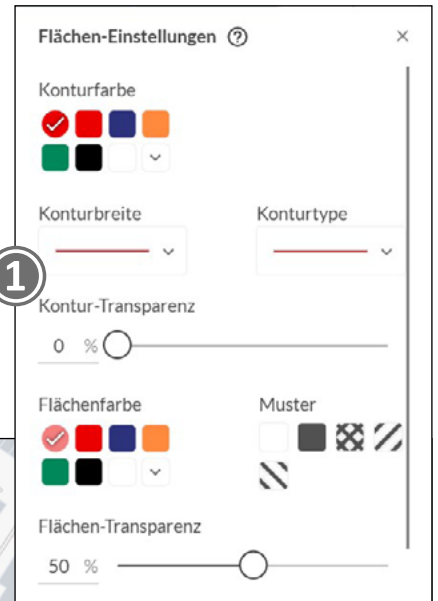 Flächen-Einstellungen ? ×
Konturfarbe
Konturbreite Konturtype
1
Kontur-Transparenz
0 %
Flächenfarbe Muster
Flächen-Transparenz
50 %